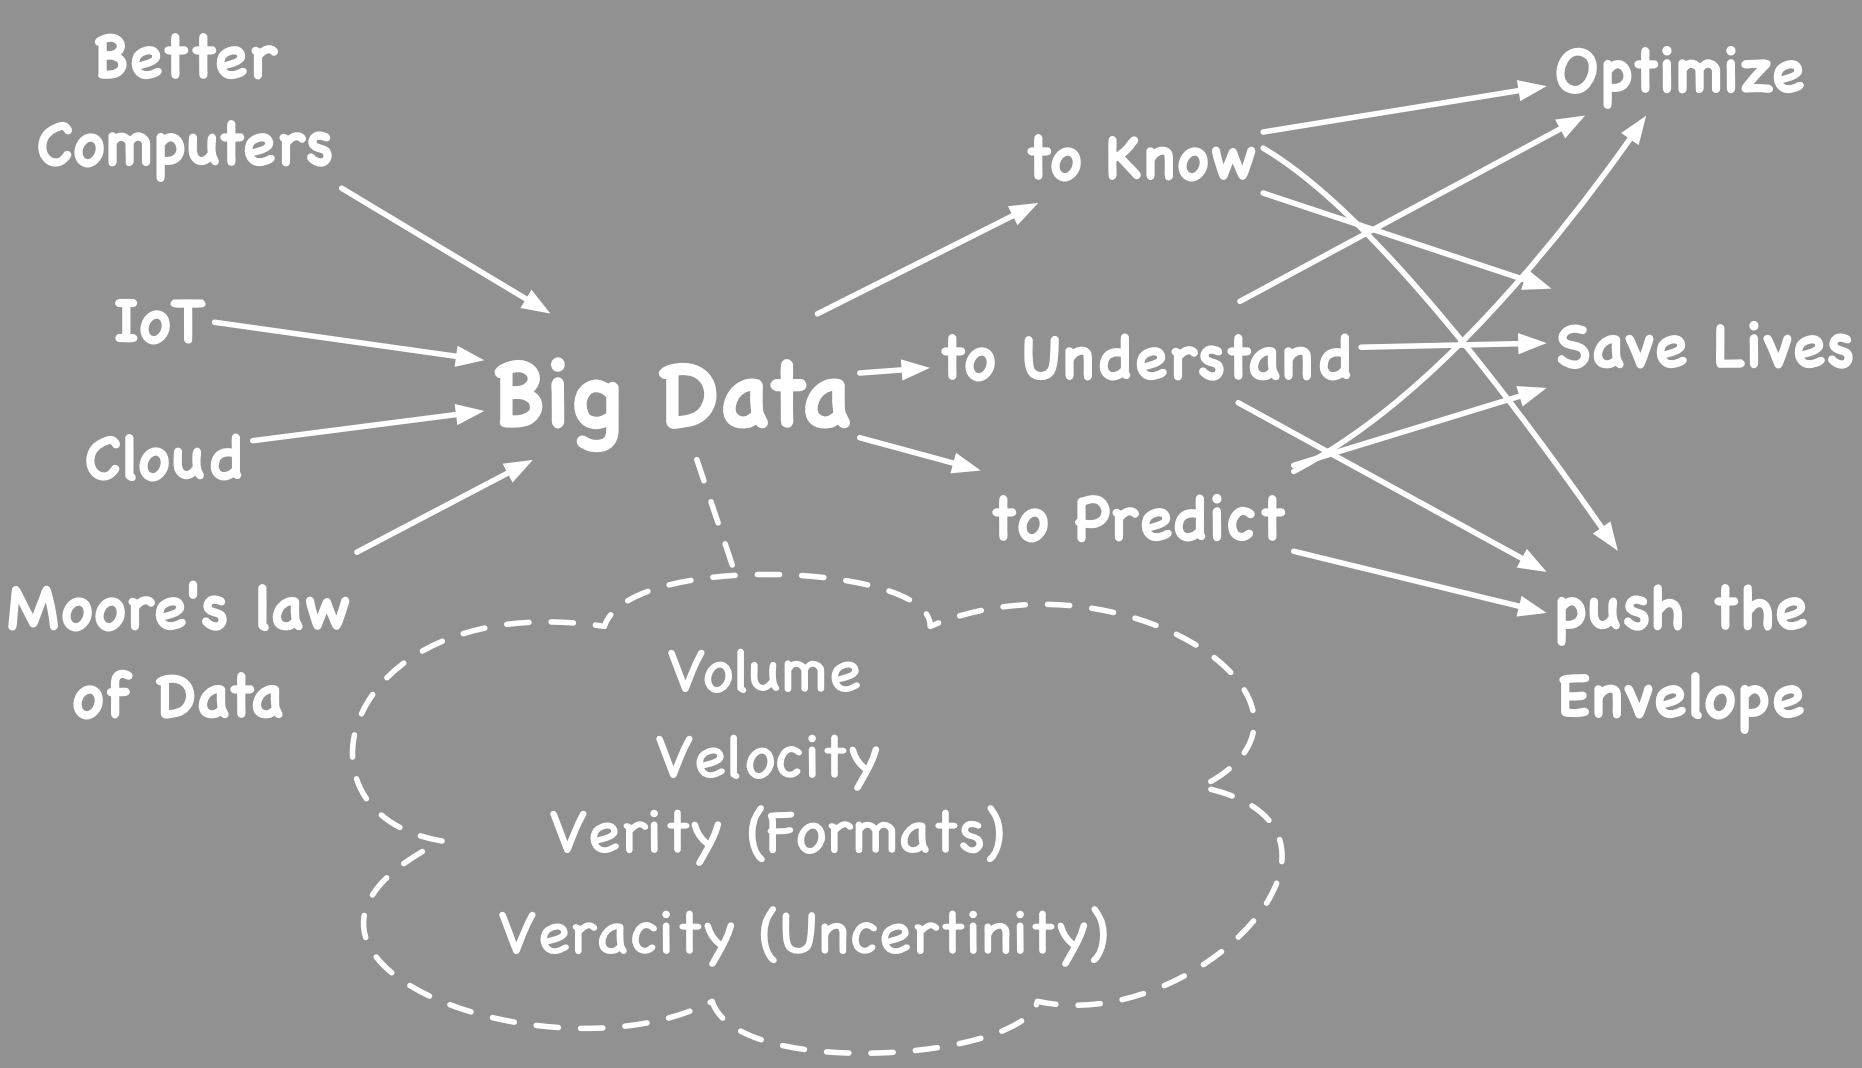 Better
Computers
IoT
Cloud
Moore's law
of Data
Big Data
to Know
to Understand
to Predict
Optimize
Save Lives
push the
Envelope
Volume
Velocity
Verity (Formats)
Veracity (Uncertinity)